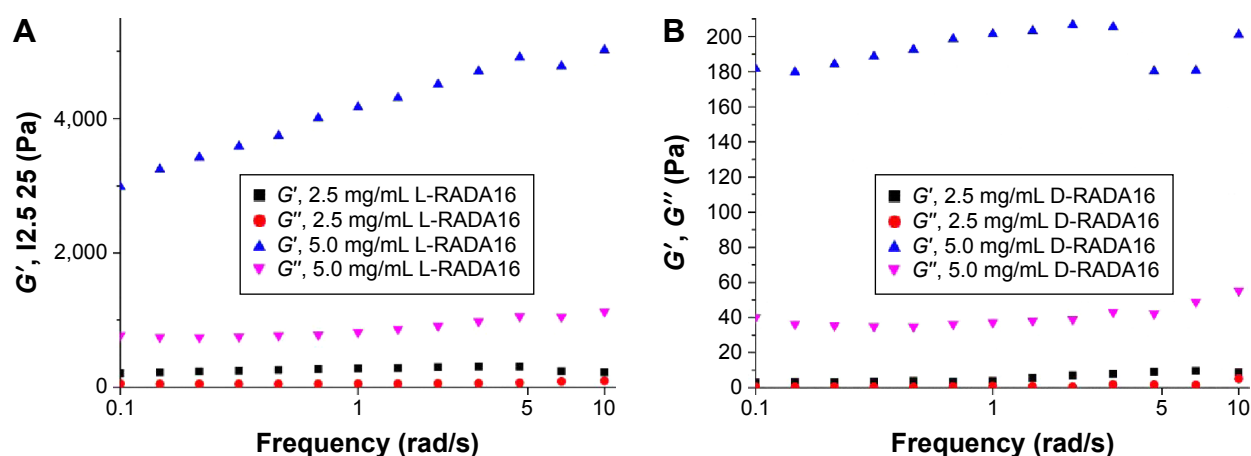 A
G′, I2.5 25 (Pa)
4,000
2,000
0
G′, 2.5 mg/mL L-RADA16
G″, 2.5 mg/mL L-RADA16
G′, 5.0 mg/mL L-RADA16
G″, 5.0 mg/mL L-RADA16
0.1
1
5
10
Frequency (rad/s)
B
G′, G″ (Pa)
200
180
160
140
120
100
80
60
40
20
0
G′, 2.5 mg/mL D-RADA16
G″, 2.5 mg/mL D-RADA16
G′, 5.0 mg/mL D-RADA16
G″, 5.0 mg/mL D-RADA16
0.1
1
5
10
Frequency (rad/s)